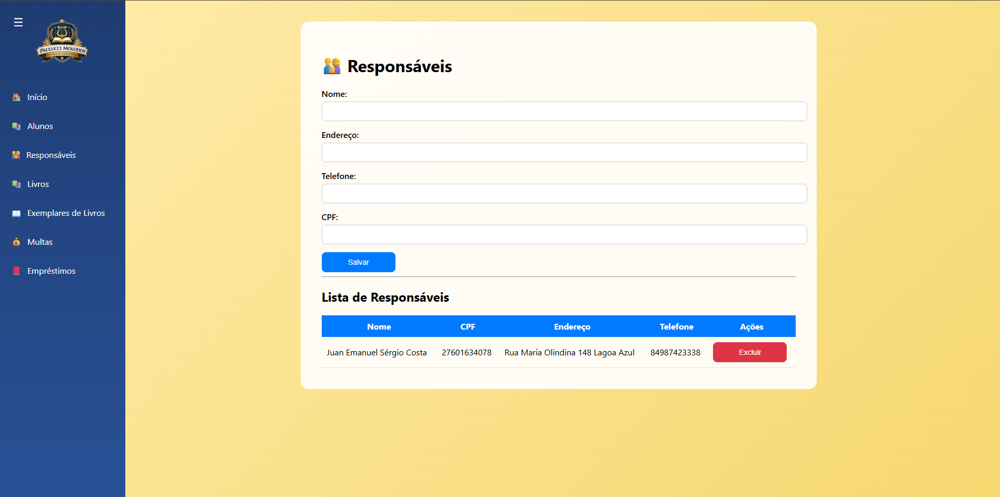 ☰
PAULUCCI MOLODOY
INSTITUIÇÃO EDUCACIONAL
Início
Alunos
Responsáveis
Livros
Exemplares de Livros
Multas
Empréstimos
Responsáveis
Nome:
Endereço:
Telefone:
CPF:
Salvar
Lista de Responsáveis
Nome CPF Endereço Telefone Ações
Juan Emanuel Sérgio Costa 27601634078 Rua Maria Olindina 148 Lagoa Azul 84987423338 Excluir